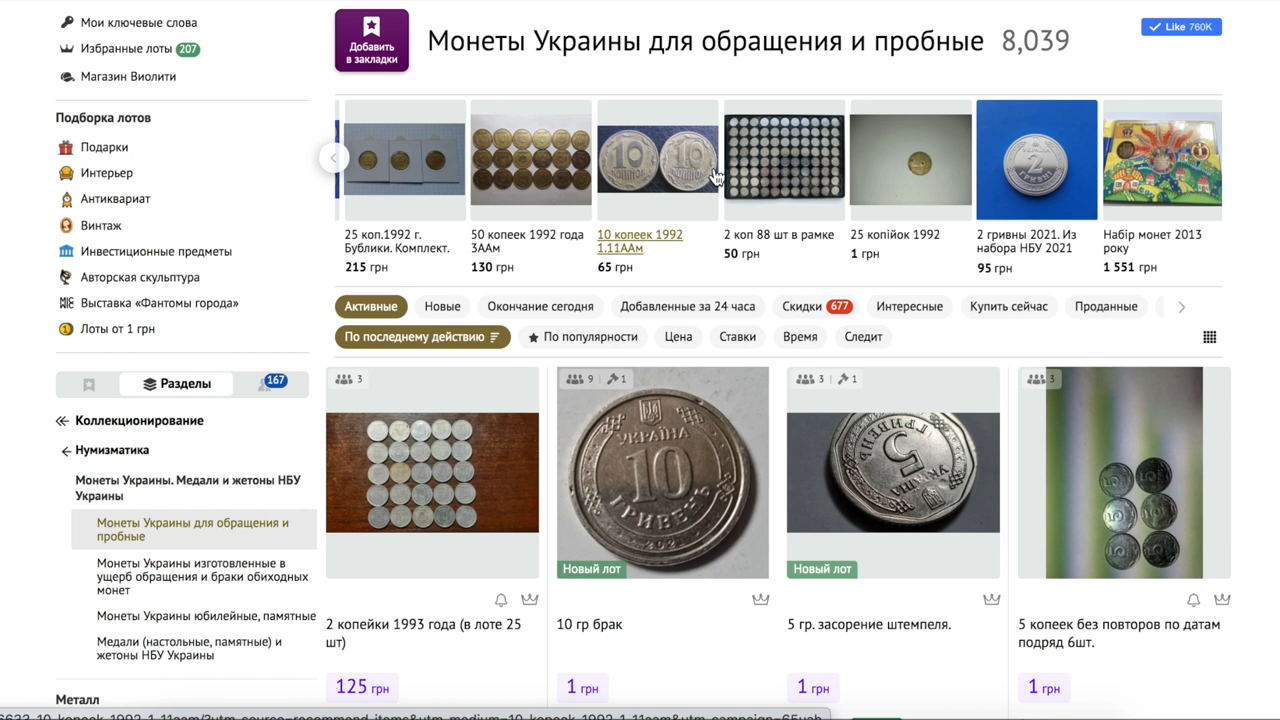 Мои ключевые слова
Избранные лоты 207
Магазин Виолити
Подборка лотов
Подарки
Интерьер
Антиквариат
Винтаж
Инвестиционные предметы
Авторская скульптура
Выставка «Фантомы города»
Лоты от 1 грн
Разделы
167
Коллекционирование
Нумизматика
Монеты Украины. Медали и жетоны НБУ
Украины
Монеты Украины для обращения и
пробные
Монеты Украины изготовленные в
ущерб обращения и браки обиходных
монет
Монеты Украины юбилейные, памятные
Медали (настольные, памятные) и
жетоны НБУ Украины
Металл
Добавить
в закладки
Монеты Украины для обращения и пробные 8,039
Like 760K
25 коп.1992 г.
Бублики. Комплект.
215 грн
50 копеек 1992 года
3ААм
130 грн
10
10
10 копеек 1992
1.11ААм
65 грн
2 коп 88 шт в рамке
50 грн
25 копійок 1992
1 грн
2
ГРИВНІ
2 гривны 2021. Из
набора НБУ 2021
95 грн
Набір монет 2013
року
1 551 грн
Активные
Новые
Окончание сегодня
Добавленные за 24 часа
Скидки 677
Интересные
Купить сейчас
Проданные
По последнему действию
По популярности
Цена
Ставки
Время
Следит
3
2 копейки 1993 года (в лоте 25
шт)
125 грн
9 | 1
УКРАЇНА
10
ГРИВЕНЬ
Новый лот
10 гр брак
1 грн
3 | 1
ГРИВЕНЬ
5
Новый лот
5 гр. засорение штемпеля.
1 грн
3
5 копеек без повторов по датам
подряд 6шт.
1 грн